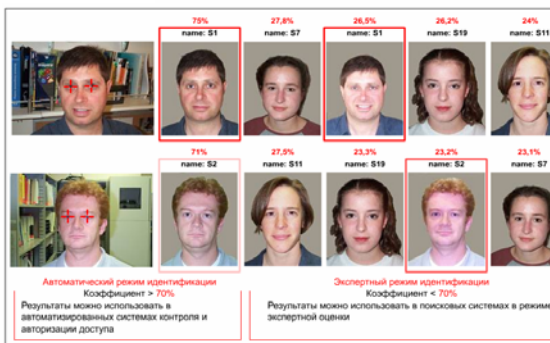 75% 27,8% 26,5% 26,2% 24%
name: S1 name: S7 name: S1 name: S19 name: S11
71% 27,5% 23,3% 23,2% 23,1%
name: S2 name: S11 name: S19 name: S2 name: S7
Автоматический режим идентификации
Коэффициент > 70%
Результаты можно использовать в
автоматизированных системах контроля и
авторизации доступа
Экспертный режим идентификации
Коэффициент < 70%
Результаты можно использовать в поисковых системах в режиме
экспертной оценки